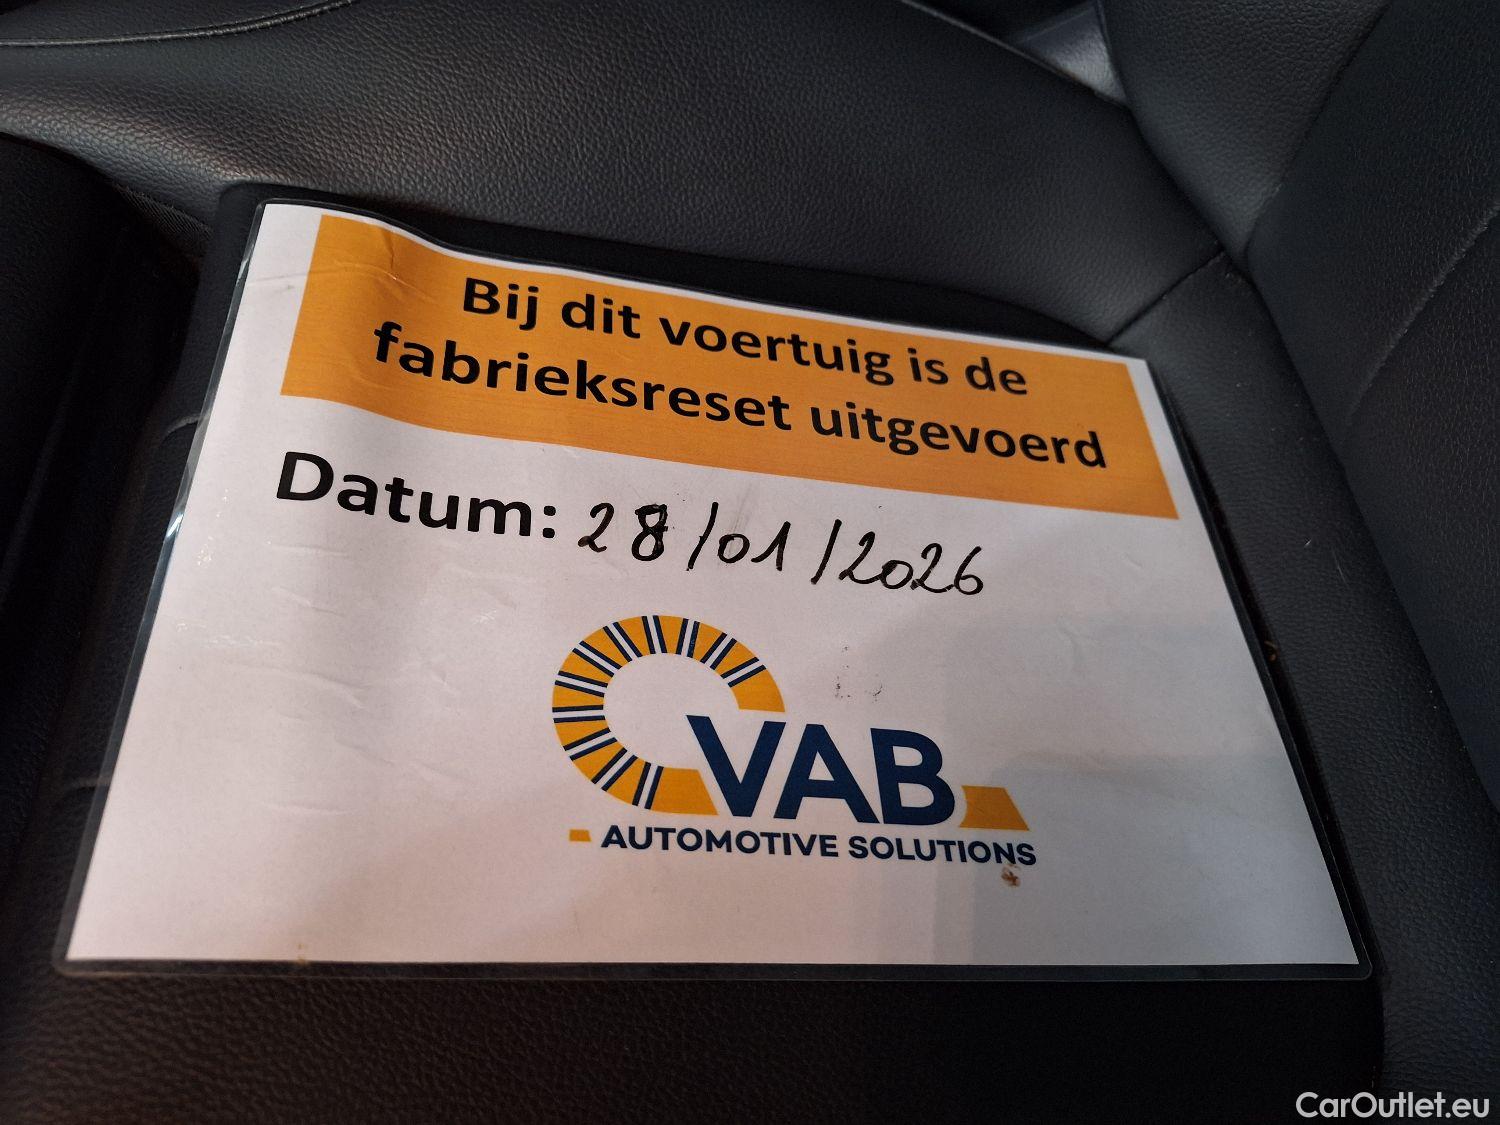 Bij dit voertuig is de
fabrieksreset uitgevoerd
Datum: 28/01/2026
VAB
AUTOMOTIVE SOLUTIONS
CarOutlet.eu